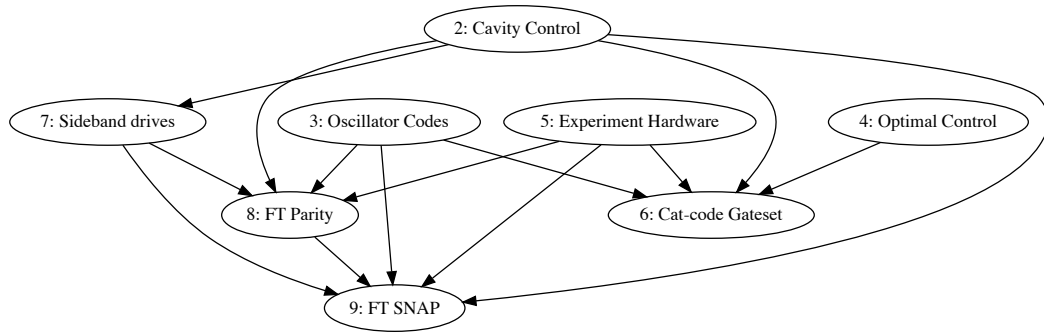 2: Cavity Control
7: Sideband drives
3: Oscillator Codes
5: Experiment Hardware
4: Optimal Control
8: FT Parity
6: Cat-code Gateset
9: FT SNAP